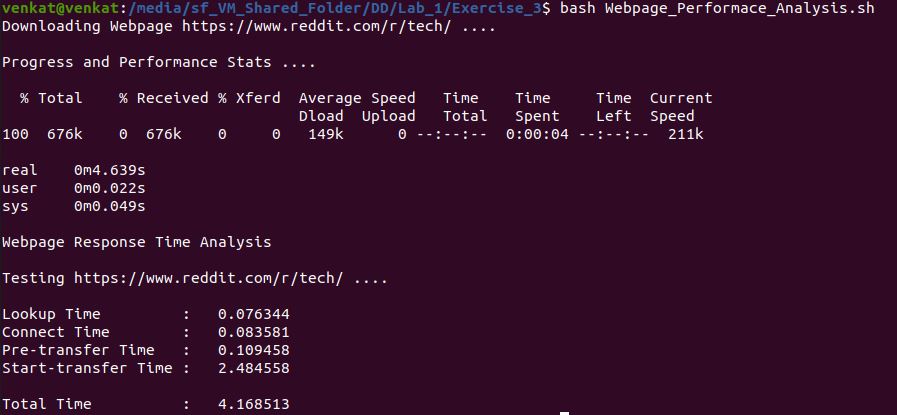 venkat@venkat:/media/sf_VM_Shared_Folder/DD/Lab_1/Exercise_3$ bash Webpage_Performace_Analysis.sh
Downloading Webpage https://www.reddit.com/r/tech/ ....
Progress and Performance Stats ....
  % Total    % Received % Xferd  Average Speed   Time    Time     Time  Current
                                 Dload  Upload   Total   Spent    Left  Speed
100  676k    0  676k    0     0   149k      0 --:--:--  0:00:04 --:--:--  211k
real    0m4.639s
user    0m0.022s
sys     0m0.049s
Webpage Response Time Analysis
Testing https://www.reddit.com/r/tech/ ....
Lookup Time         :   0.076344
Connect Time        :   0.083581
Pre-transfer Time   :   0.109458
Start-transfer Time :   2.484558
Total Time          :   4.168513